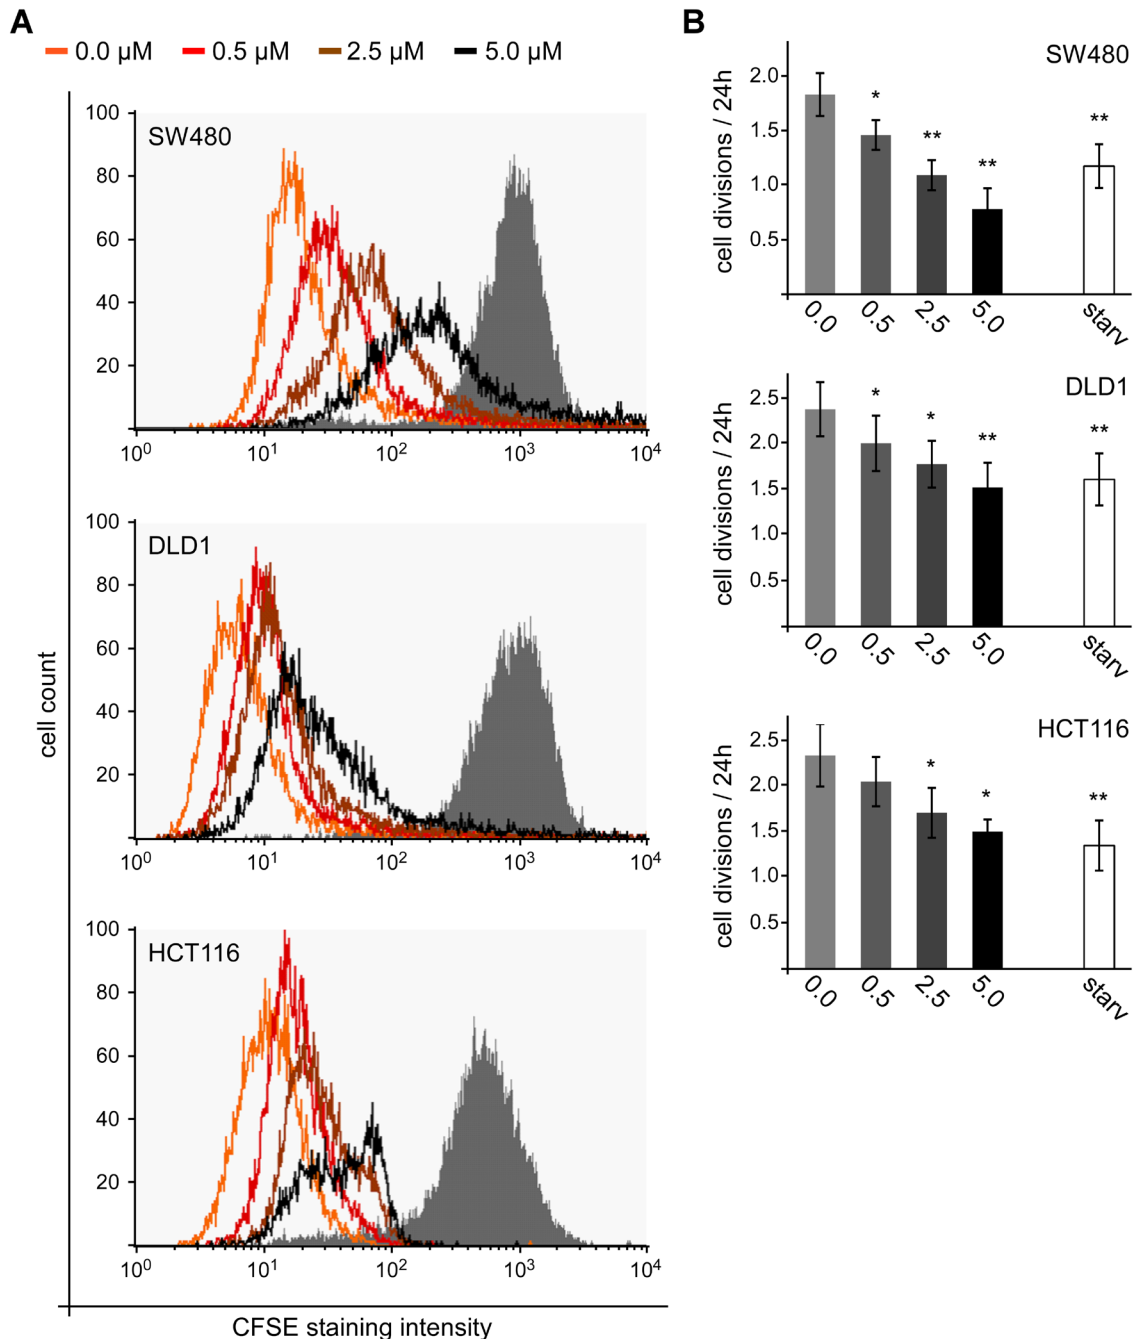 A
B
0.0 µM 0.5 µM 2.5 µM 5.0 µM
cell count
SW480
100
80
60
40
20
10⁰ 10¹ 10² 10³ 10⁴
DLD1
100
80
60
40
20
10⁰ 10¹ 10² 10³ 10⁴
HCT116
100
80
60
40
20
10⁰ 10¹ 10² 10³ 10⁴
CFSE staining intensity
SW480
cell divisions / 24h
2.0
1.5
1.0
0.5
* ** ** **
0.0 0.5 2.5 5.0 starv
DLD1
cell divisions / 24h
2.5
2.0
1.5
1.0
0.5
* * ** **
0.0 0.5 2.5 5.0 starv
HCT116
cell divisions / 24h
2.5
2.0
1.5
1.0
0.5
* * **
0.0 0.5 2.5 5.0 starv